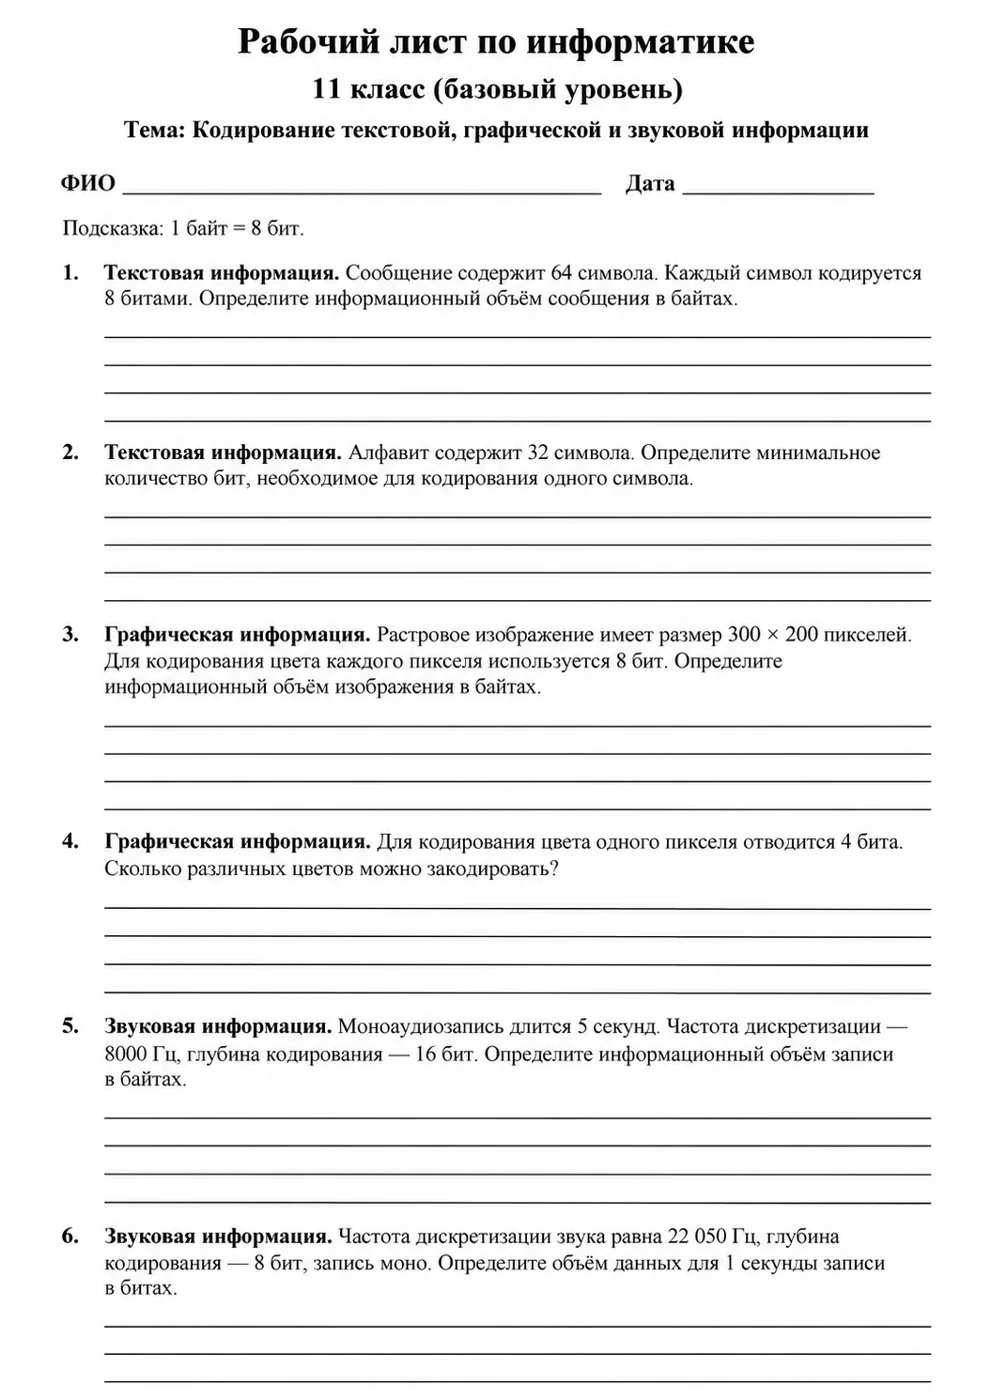 Рабочий лист по информатике
11 класс (базовый уровень)
Тема: Кодирование текстовой, графической и звуковой информации
ФИО Дата
Подсказка: 1 байт = 8 бит.
1. Текстовая информация. Сообщение содержит 64 символа. Каждый символ кодируется
8 битами. Определите информационный объём сообщения в байтах.
2. Текстовая информация. Алфавит содержит 32 символа. Определите минимальное
количество бит, необходимое для кодирования одного символа.
3. Графическая информация. Растровое изображение имеет размер 300 × 200 пикселей.
Для кодирования цвета каждого пикселя используется 8 бит. Определите
информационный объём изображения в байтах.
4. Графическая информация. Для кодирования цвета одного пикселя отводится 4 бита.
Сколько различных цветов можно закодировать?
5. Звуковая информация. Моноаудиозапись длится 5 секунд. Частота дискретизации —
8000 Гц, глубина кодирования — 16 бит. Определите информационный объём записи
в байтах.
6. Звуковая информация. Частота дискретизации звука равна 22 050 Гц, глубина
кодирования — 8 бит, запись моно. Определите объём данных для 1 секунды записи
в битах.